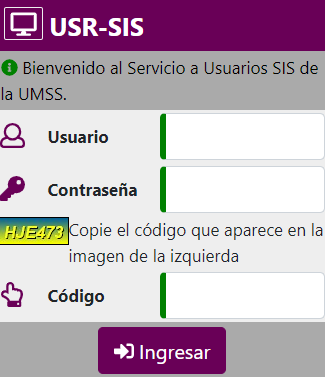 USR-SIS
Bienvenido al Servicio a Usuarios SIS de
la UMSS.
Usuario
Contraseña
HJE473
Copie el código que aparece en la
imagen de la izquierda
Código
Ingresar